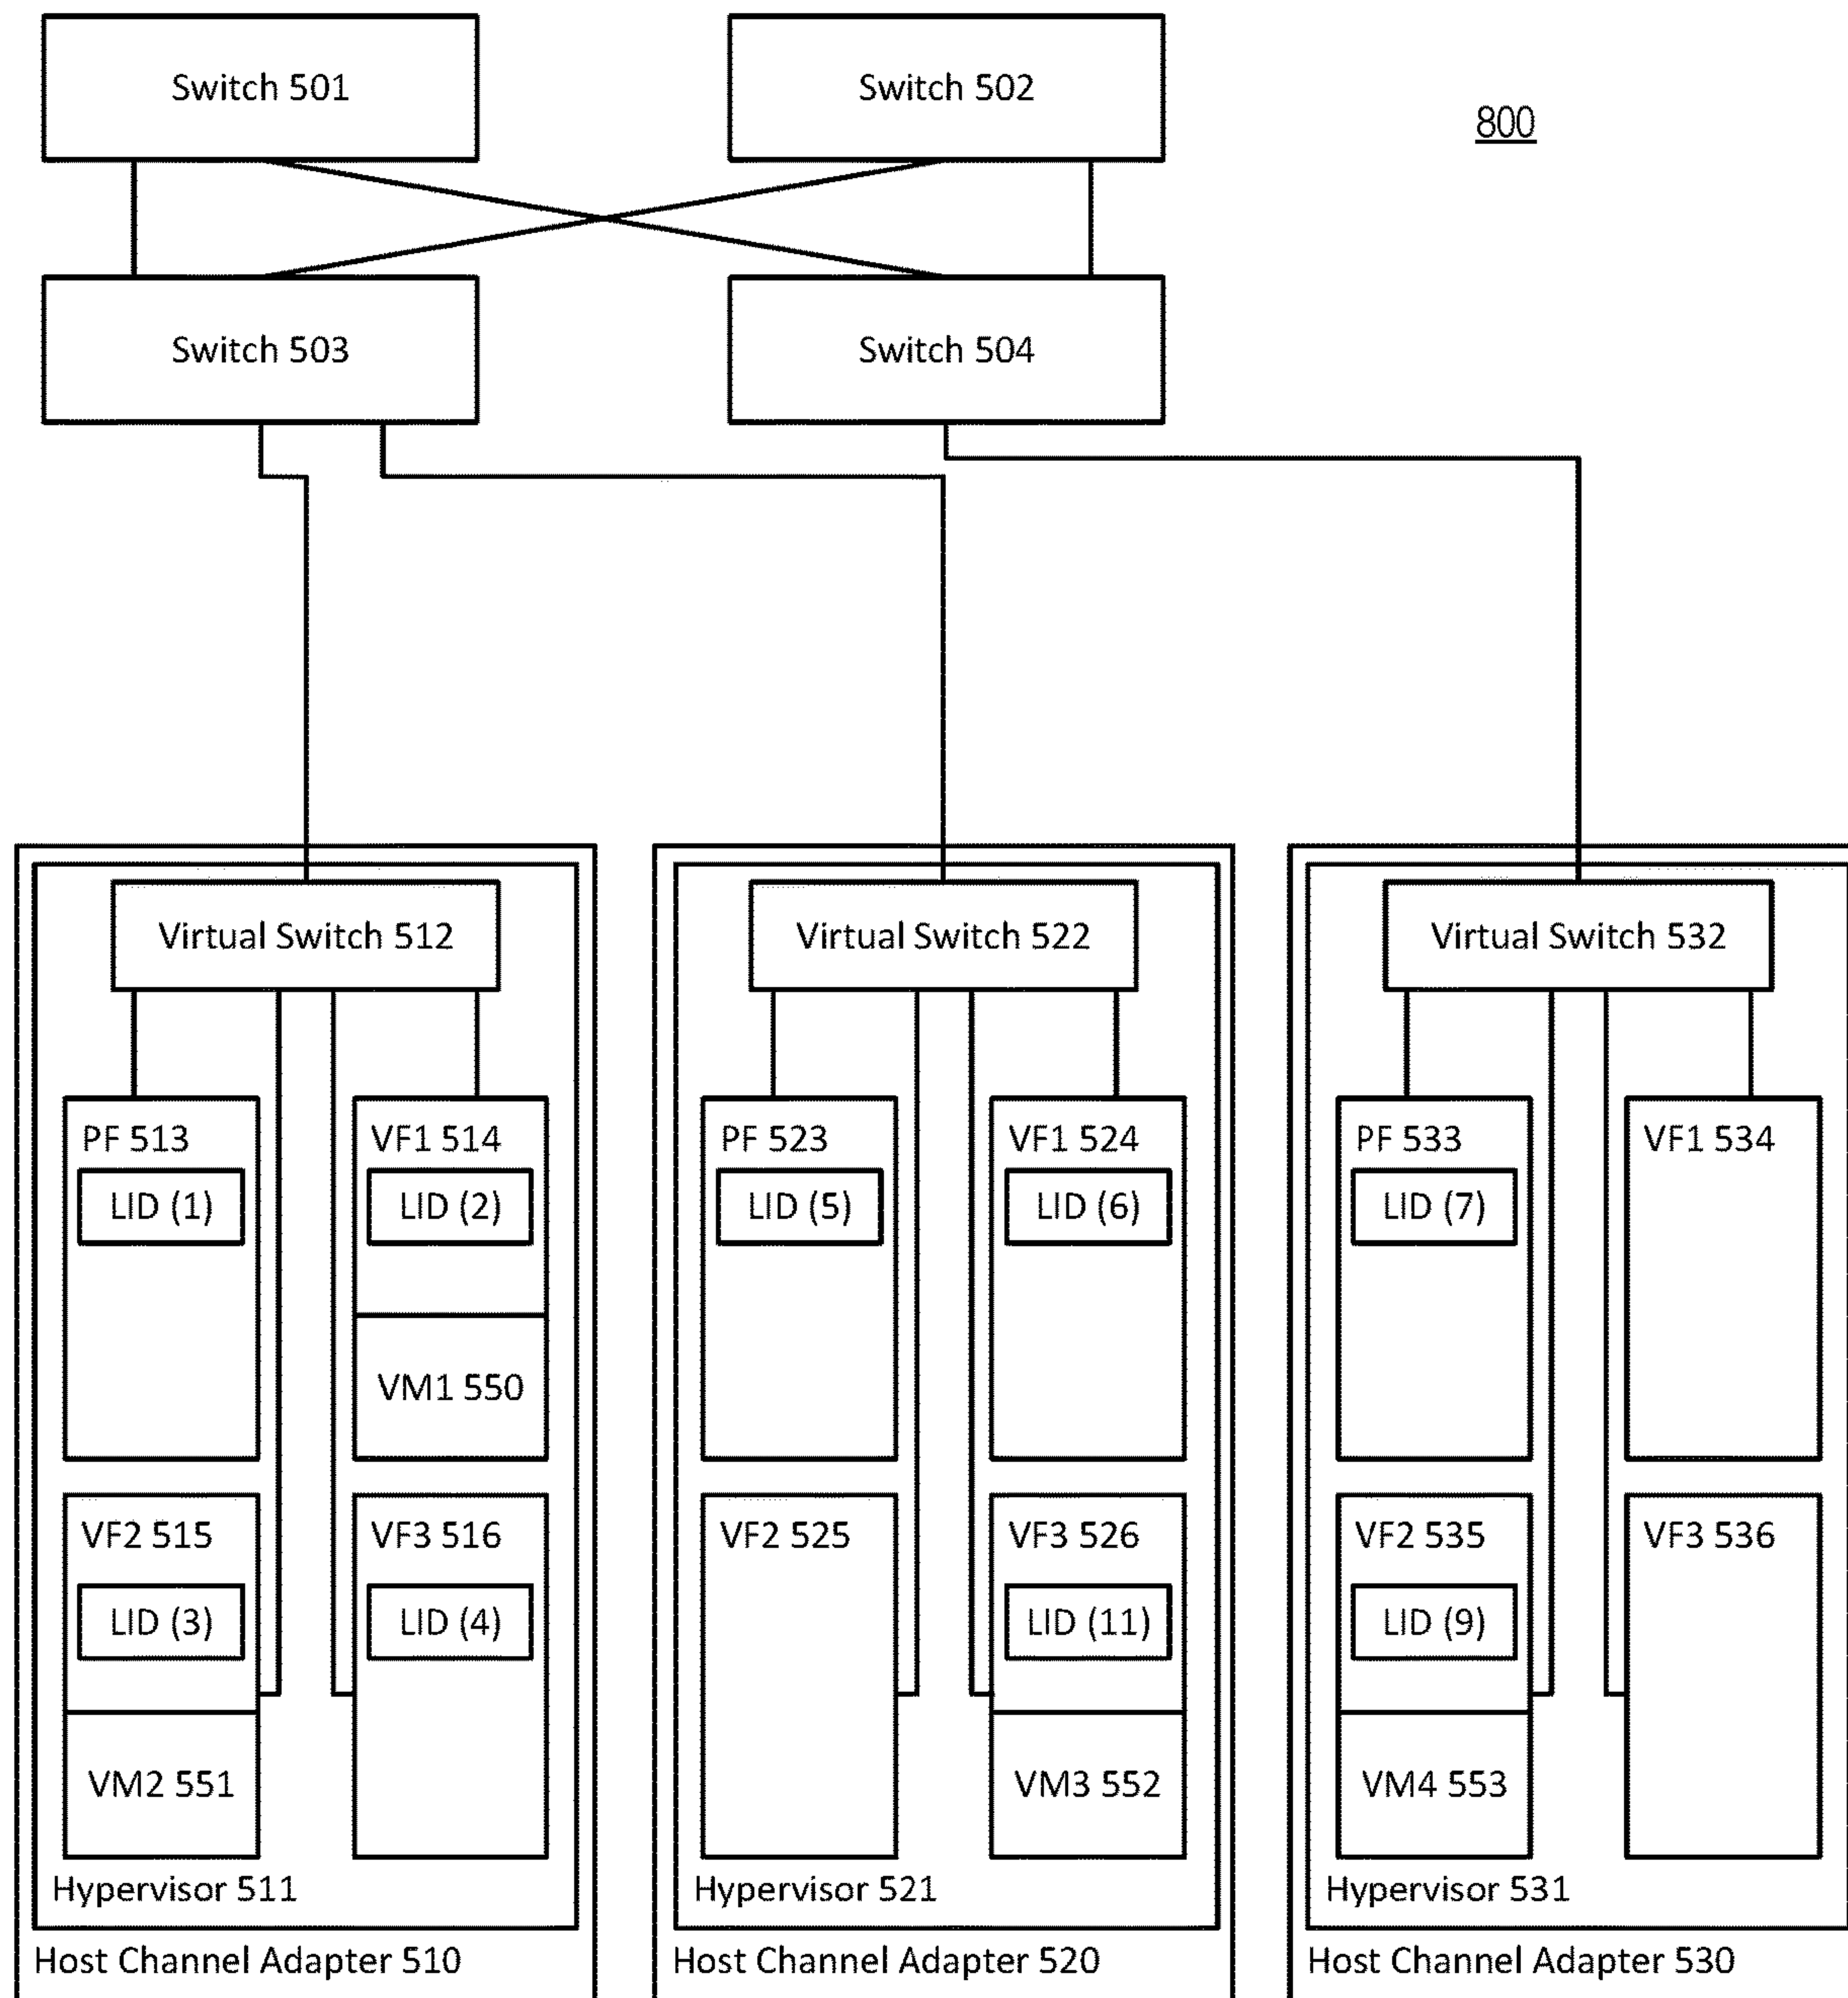 Switch 501
Switch 502
800
Switch 503
Switch 504
Virtual Switch 512
Virtual Switch 522
Virtual Switch 532
PF 513
LID (1)
VF1 514
LID (2)
VM1 550
VF2 515
LID (3)
VM2 551
VF3 516
LID (4)
Hypervisor 511
Host Channel Adapter 510
PF 523
LID (5)
VF1 524
LID (6)
VF2 525
VF3 526
LID (11)
VM3 552
Hypervisor 521
Host Channel Adapter 520
PF 533
LID (7)
VF1 534
VF2 535
LID (9)
VM4 553
VF3 536
Hypervisor 531
Host Channel Adapter 530